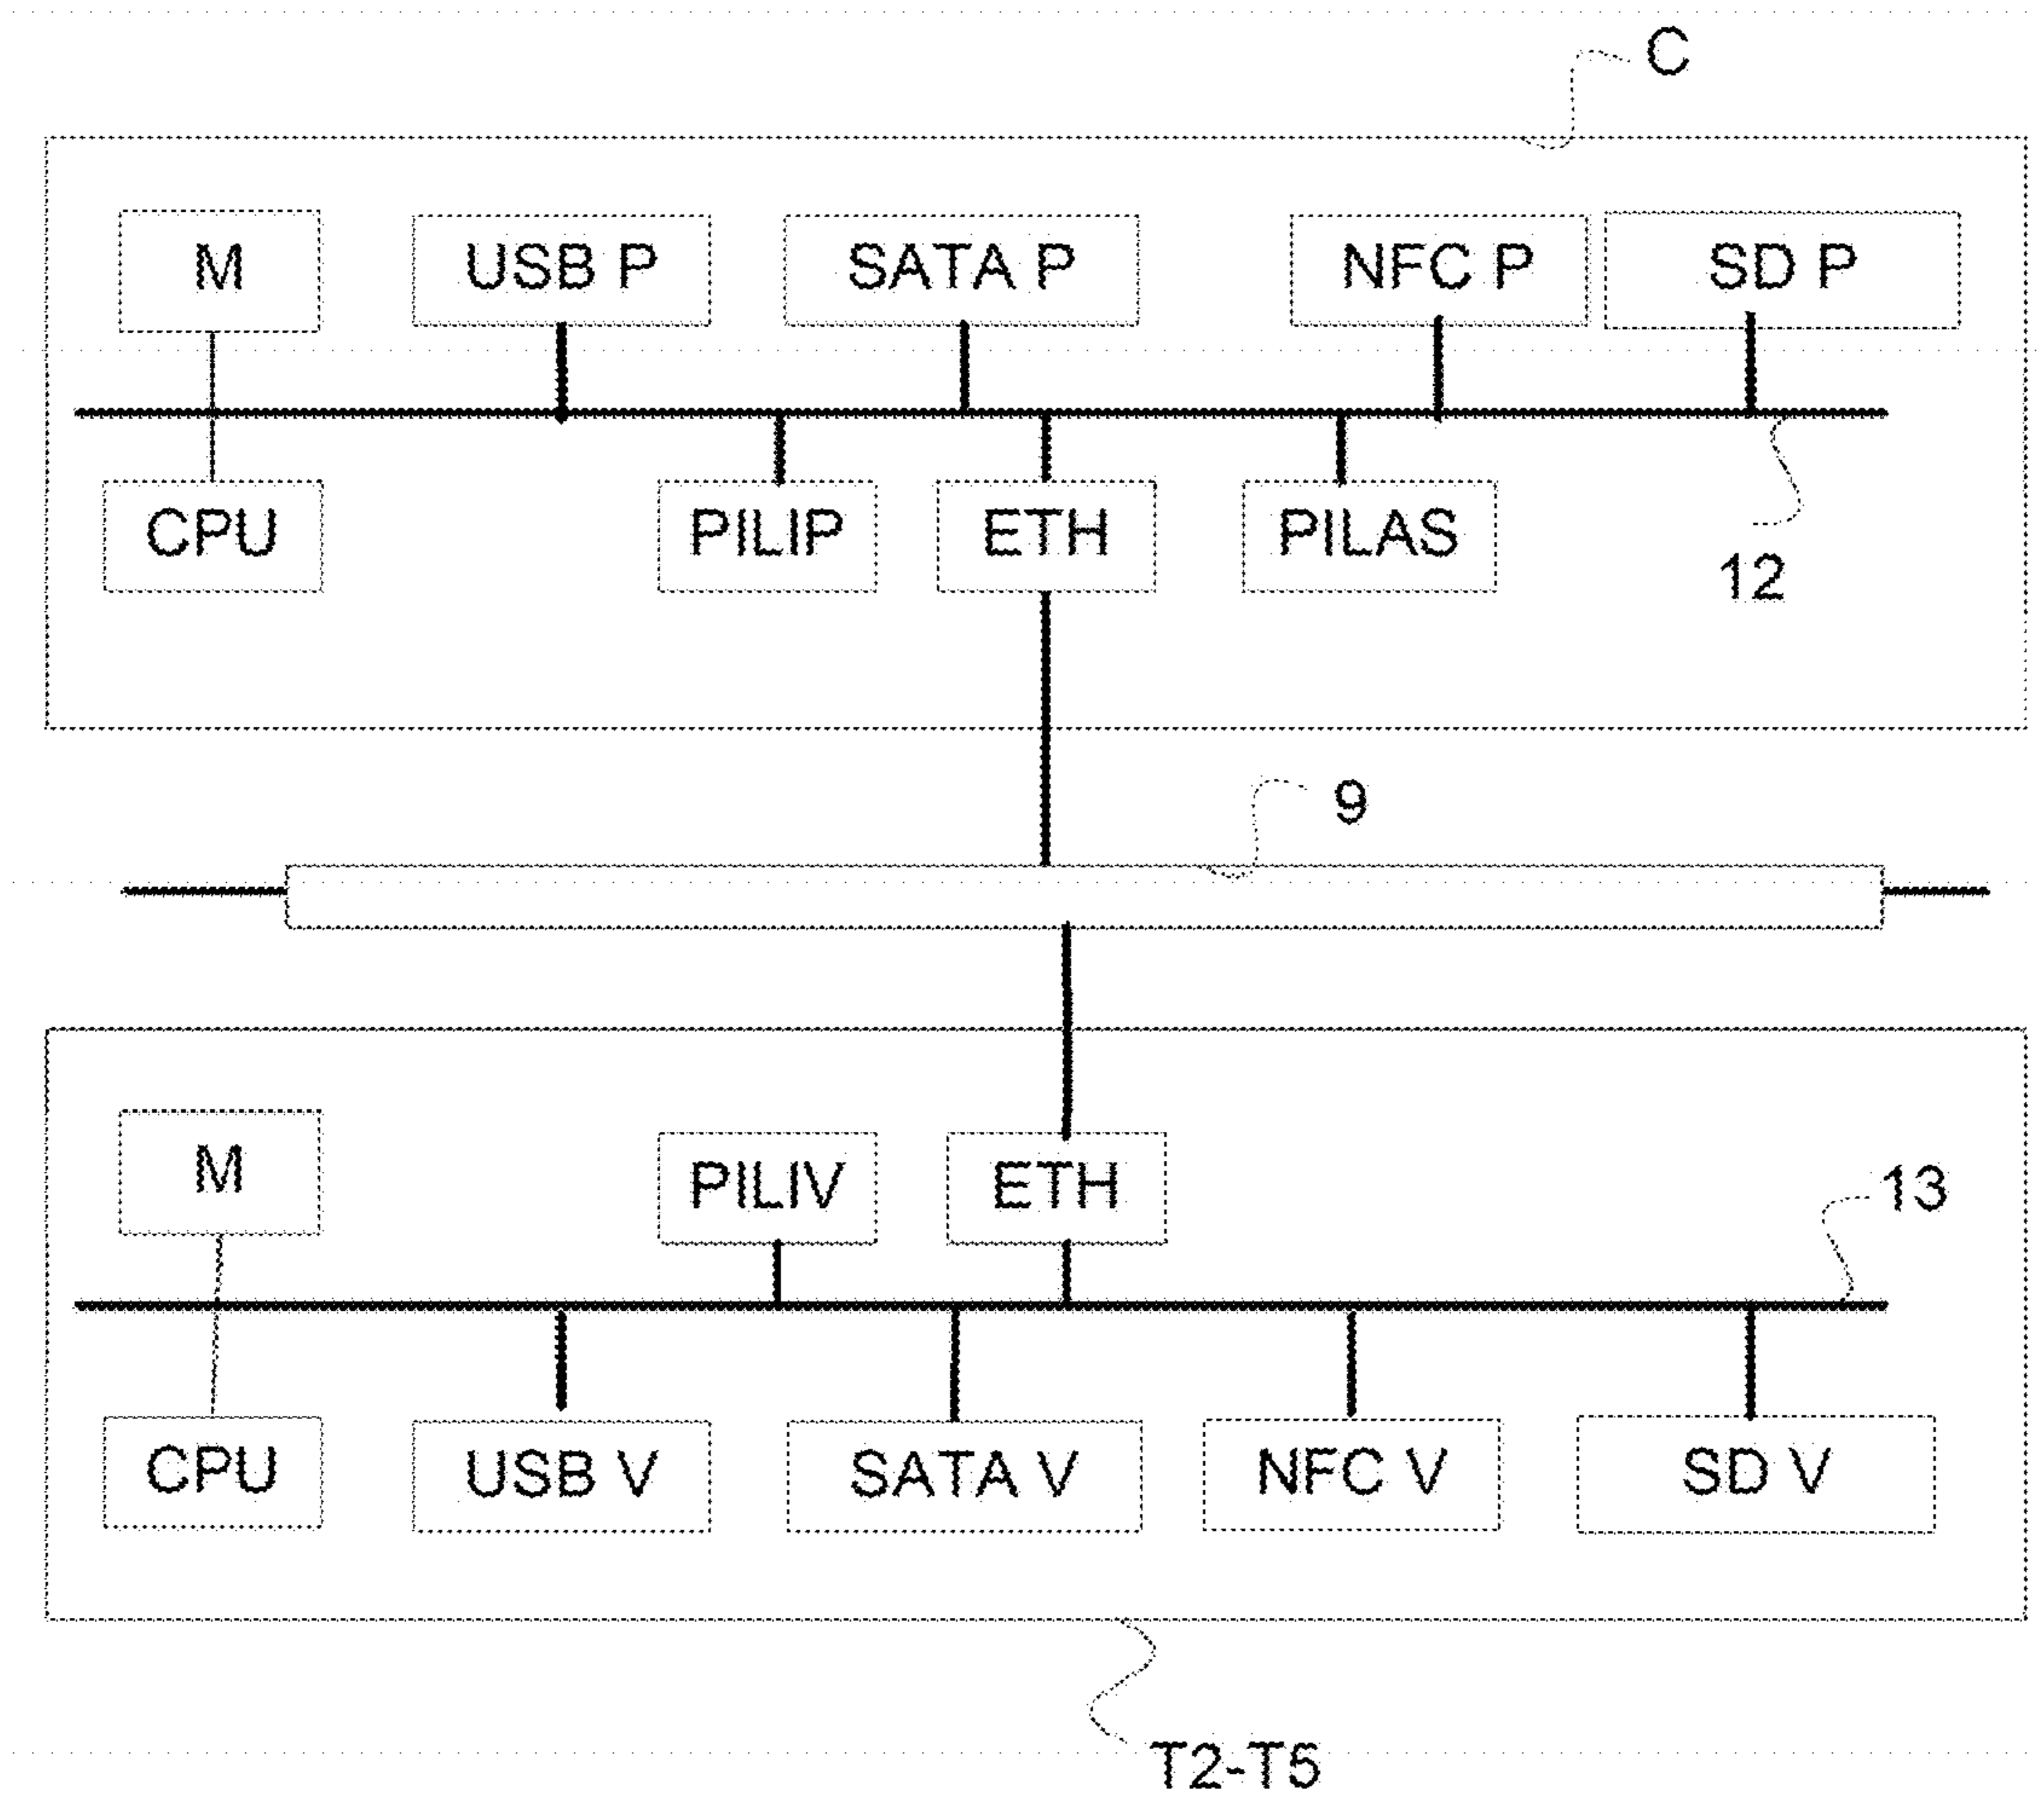 C
M USB P SATA P NFC P SD P
CPU PILIP ETH PILAS
12
9
M PILIV ETH 13
CPU USB V SATA V NFC V SD V
T2-T5